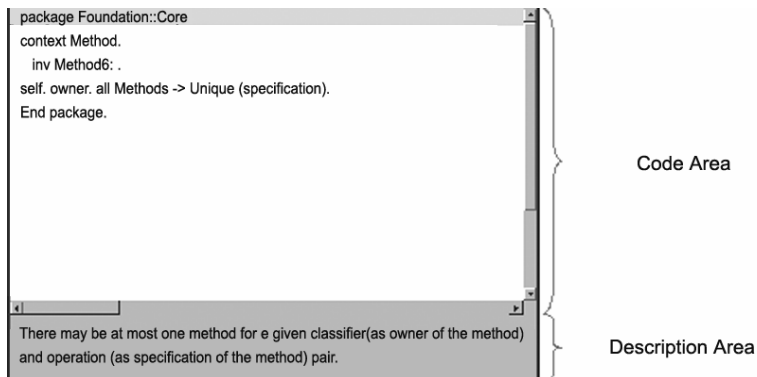 package Foundation::Core
context Method.
inv Method6: .
self. owner. all Methods -> Unique (specification).
End package.
Code Area
There may be at most one method for e given classifier(as owner of the method)
and operation (as specification of the method) pair.
Description Area